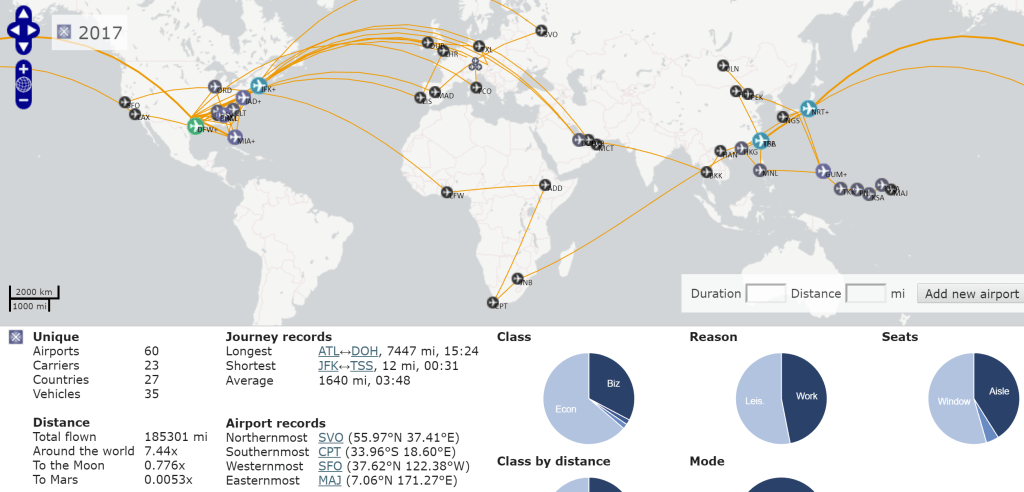 2017
SVO
LHR
MAD
FCO
ORD
JFK+
IAD+
CLT
SFO
LAX
DFW+
MIA+
ULN
PEK
NRT+
NGS
HKG
HAN
BKK
MNL
GUM+
MCT
TKK
KSA
MAJ
ADD
JNB
CPT
2000 km
1000 mi
Duration Distance mi Add new airport
Unique
Airports 60
Carriers 23
Countries 27
Vehicles 35
Distance
Total flown 185301 mi
Around the world 7.44x
To the Moon 0.776x
To Mars 0.0053x
Journey records
Longest ATL↔DOH, 7447 mi, 15:24
Shortest JFK↔TSS, 12 mi, 00:31
Average 1640 mi, 03:48
Airport records
Northernmost SVO (55.97°N 37.41°E)
Southernmost CPT (33.96°S 18.60°E)
Westernmost SFO (37.62°N 122.38°W)
Easternmost MAJ (7.06°N 171.27°E)
Class
Biz
Econ
Reason
Work
Leis.
Seats
Aisle
Window
Class by distance
Mode